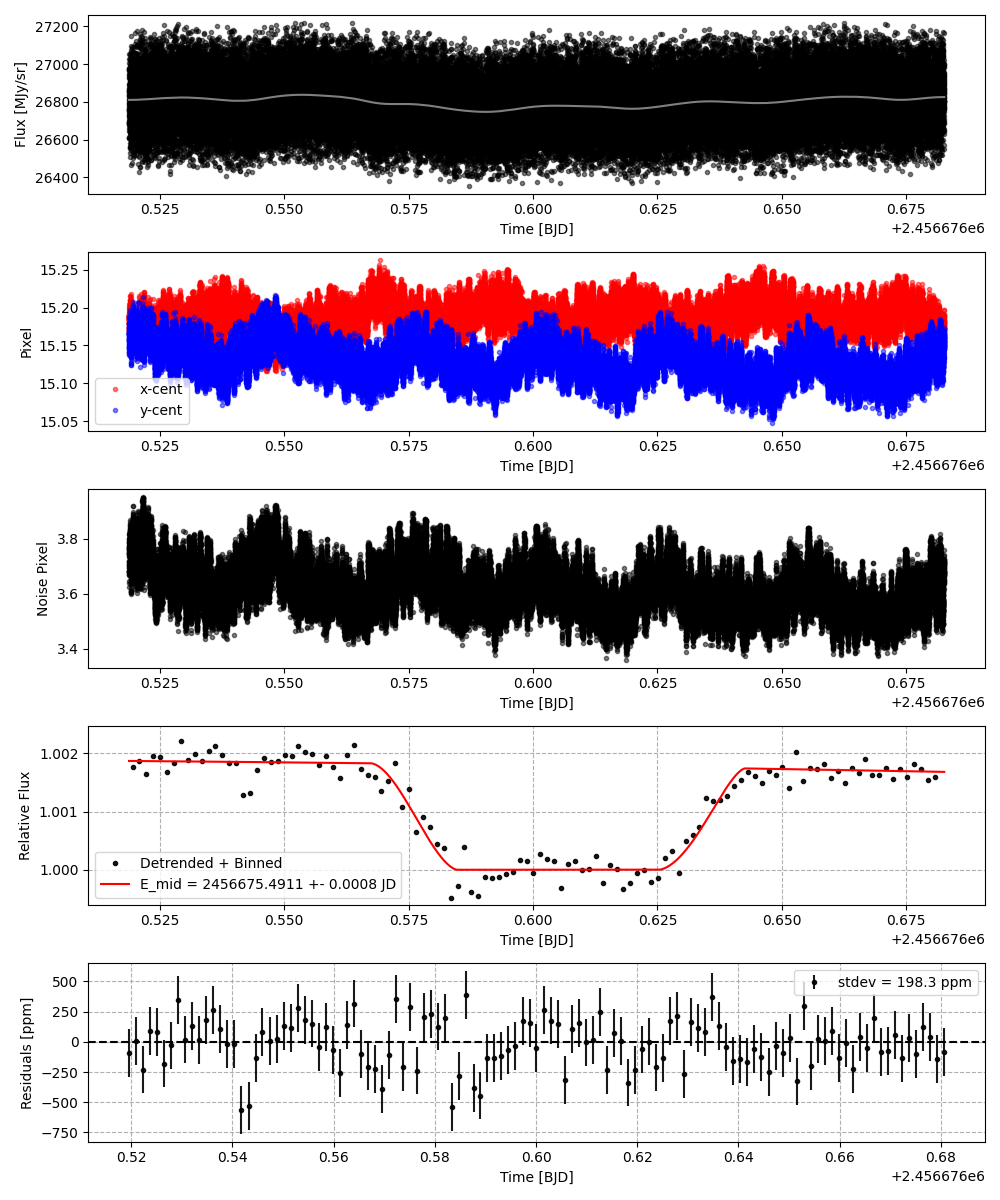 27200
27000
26800
26600
26400
Flux [MJy/sr]
0.525 0.550 0.575 0.600 0.625 0.650 0.675
Time [BJD]
+2.456676e6
15.25
15.20
15.15
15.10
15.05
Pixel
x-cent
y-cent
0.525 0.550 0.575 0.600 0.625 0.650 0.675
Time [BJD]
+2.456676e6
3.8
3.6
3.4
Noise Pixel
0.525 0.550 0.575 0.600 0.625 0.650 0.675
Time [BJD]
+2.456676e6
1.002
1.001
1.000
Relative Flux
Detrended + Binned
E_mid = 2456675.4911 +- 0.0008 JD
0.525 0.550 0.575 0.600 0.625 0.650 0.675
Time [BJD]
+2.456676e6
500
250
0
−250
−500
−750
Residuals [ppm]
stdev = 198.3 ppm
0.52 0.54 0.56 0.58 0.60 0.62 0.64 0.66 0.68
Time [BJD]
+2.456676e6